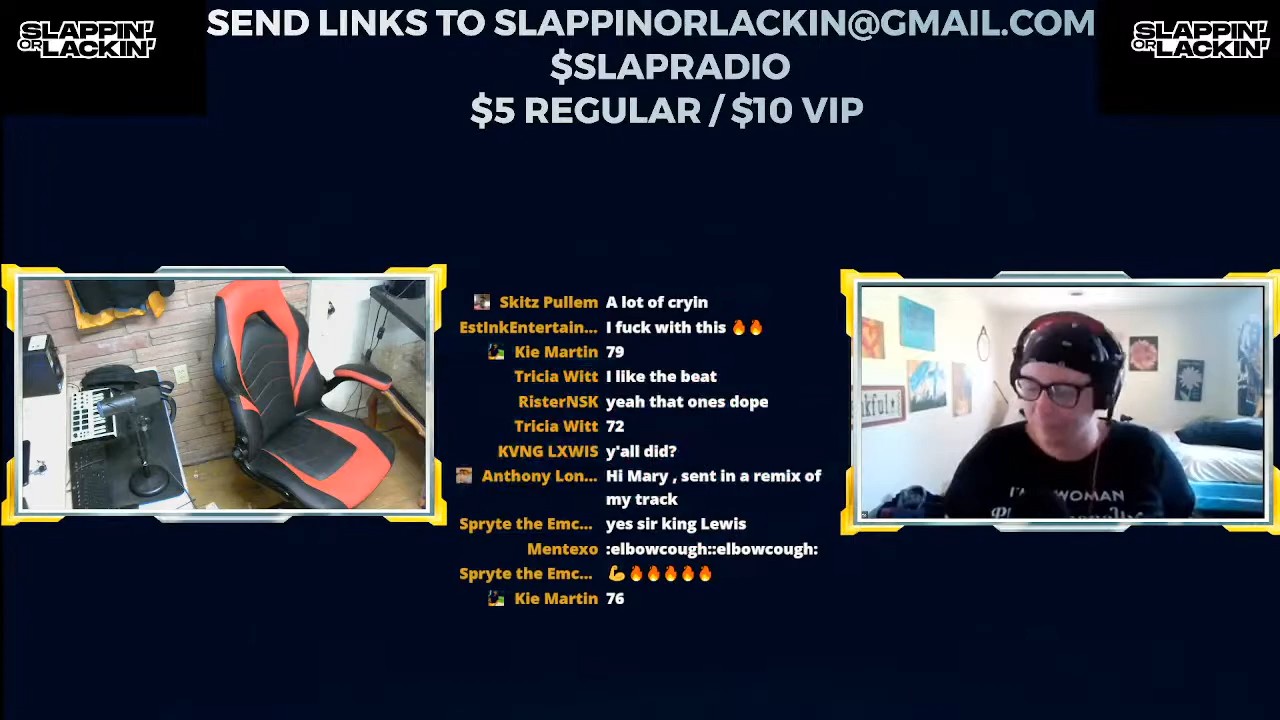 SLAPPIN'
OR LACKIN'
SEND LINKS TO SLAPPINORLACKIN@GMAIL.COM
$SLAPRADIO
$5 REGULAR / $10 VIP
SLAPPIN'
OR LACKIN'
Skitz Pullem A lot of cryin
EstInkEntertain... I fuck with this 🔥🔥
Kie Martin 79
Tricia Witt I like the beat
RisterNSK yeah that ones dope
Tricia Witt 72
KVNG LXWIS y'all did?
Anthony Lon... Hi Mary , sent in a remix of
my track
Spryte the Emc... yes sir king Lewis
Mentexo :elbowcough::elbowcough:
Spryte the Emc... 💪🔥🔥🔥🔥🔥
Kie Martin 76
WOMAN